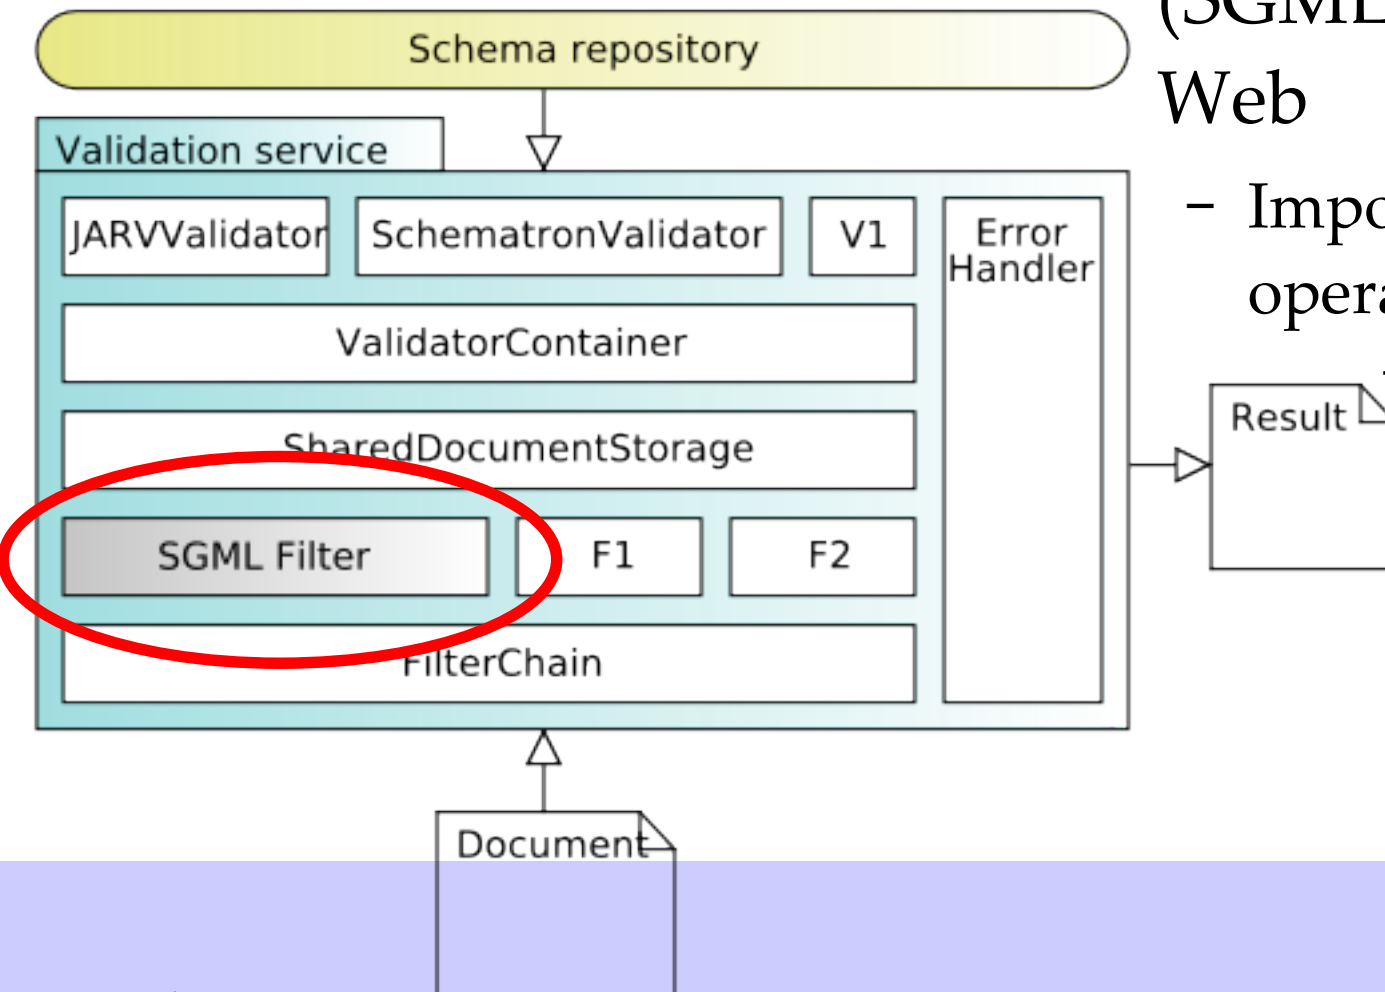 Schema repository
Validation service
JARVValidator
SchematronValidator
V1
Error
Handler
ValidatorContainer
SharedDocumentStorage
SGML Filter
F1
F2
FilterChain
Result
Document
(SGML
Web
-